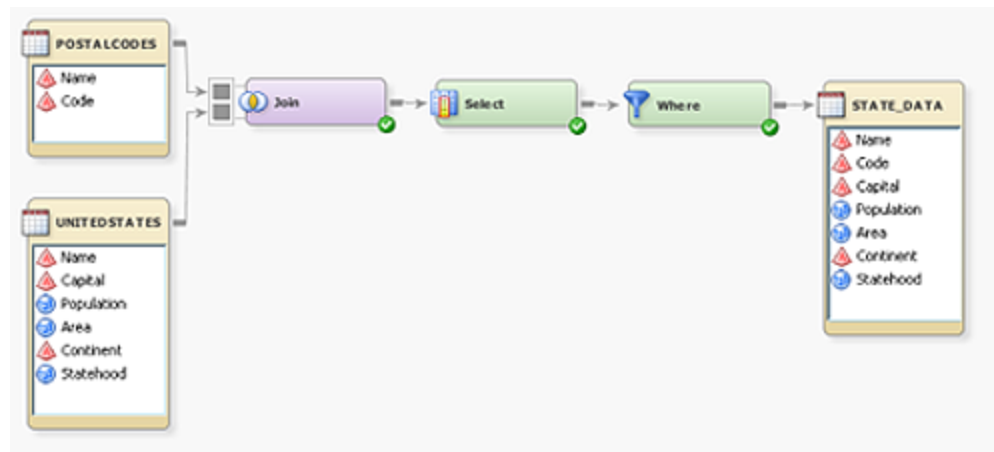 POSTALCODES
Name
Code
Join
Select
Where
STATE_DATA
Name
Code
Capital
Population
Area
Continent
Statehood
UNITEDSTATES
Name
Capital
Population
Area
Continent
Statehood